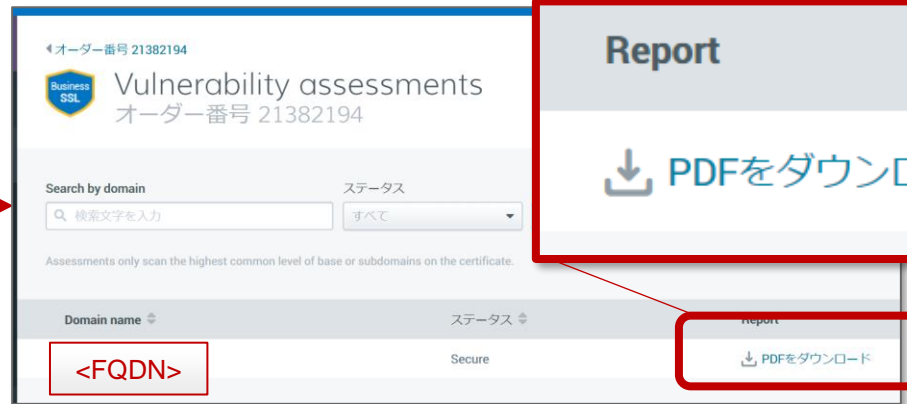 オーダー番号 21382194
Business SSL
Vulnerability assessments
オーダー番号 21382194
Search by domain
ステータス
検索文字を入力
すべて
Assessments only scan the highest common level of base or subdomains on the certificate.
Domain name
ステータス
Report
<FQDN>
Secure
PDFをダウンロード
Report
PDFをダウンロ